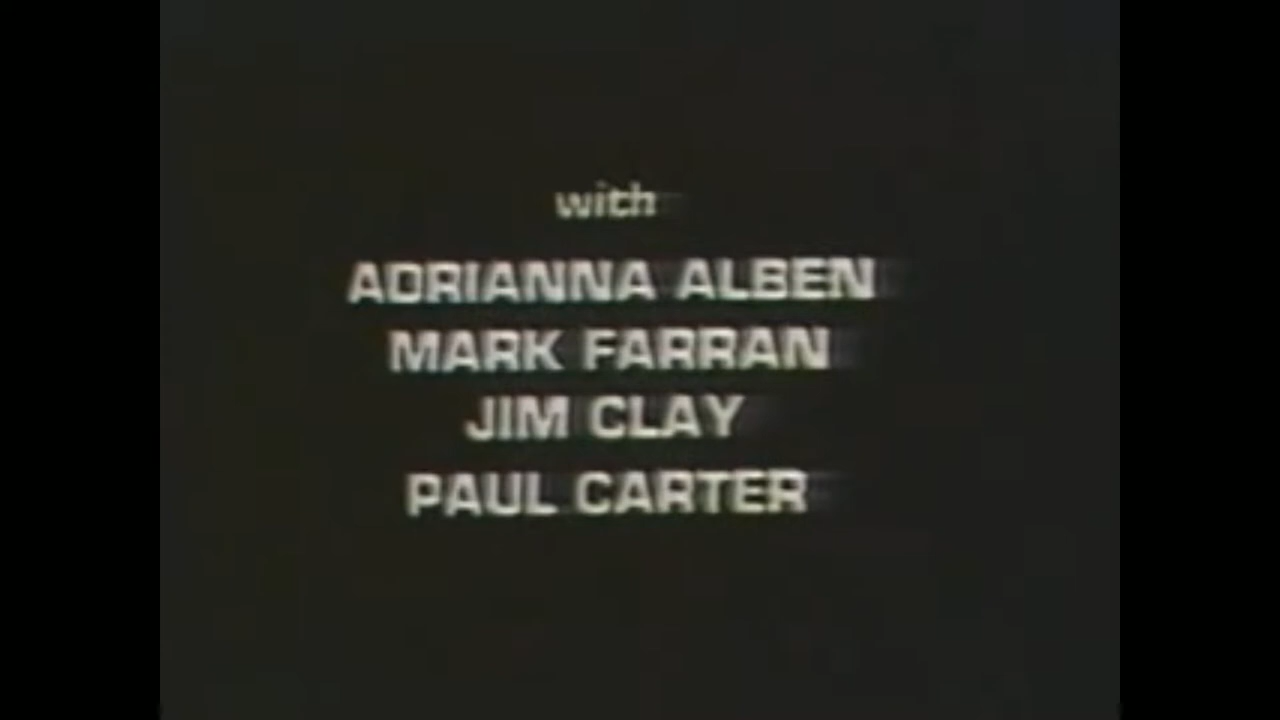 with
ADRIANNA ALBEN
MARK FARRAN
JIM CLAY
PAUL CARTER